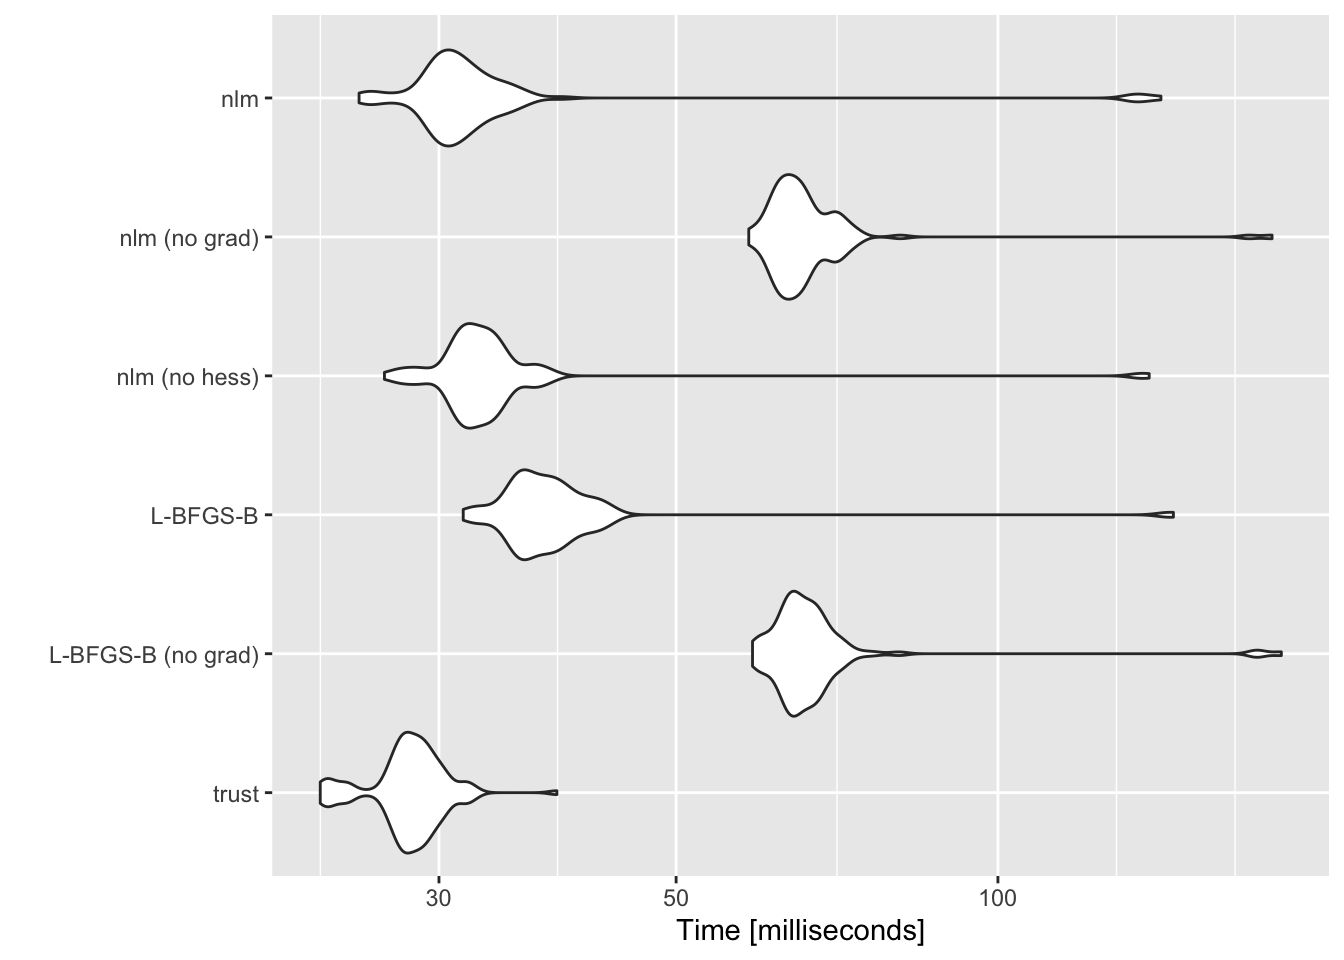 nlm
nlm (no grad)
nlm (no hess)
L-BFGS-B
L-BFGS-B (no grad)
trust
30 50 100
Time [milliseconds]